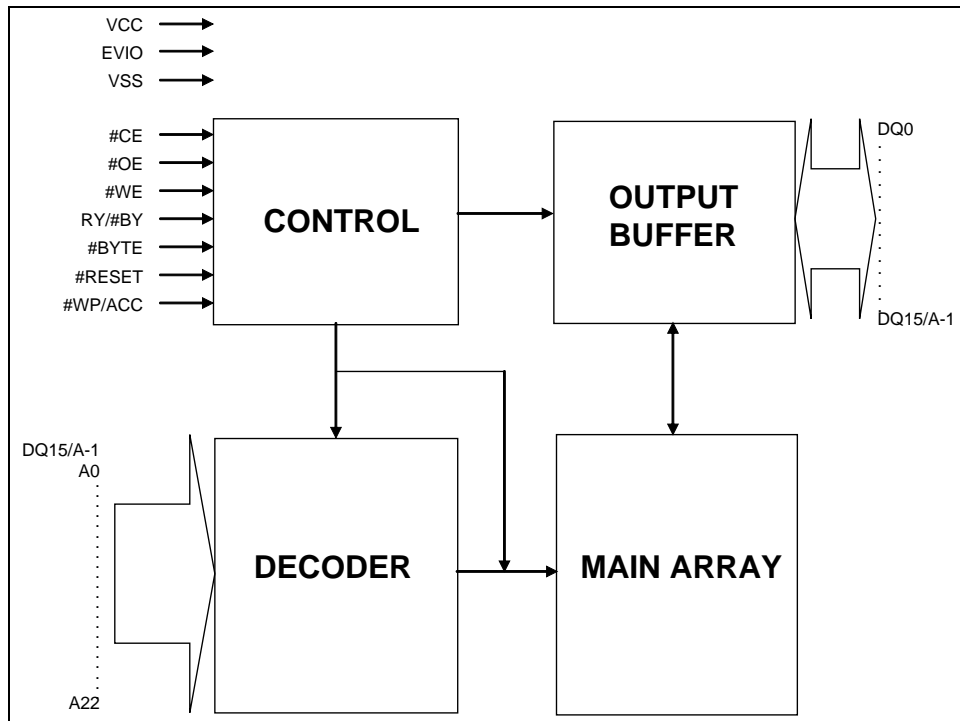 VCC
EVIO
VSS
#CE
#OE
#WE
RY/#BY
#BYTE
#RESET
#WP/ACC
CONTROL
OUTPUT
BUFFER
DQ0
DQ15/A-1
DQ15/A-1
A0
A22
DECODER
MAIN ARRAY